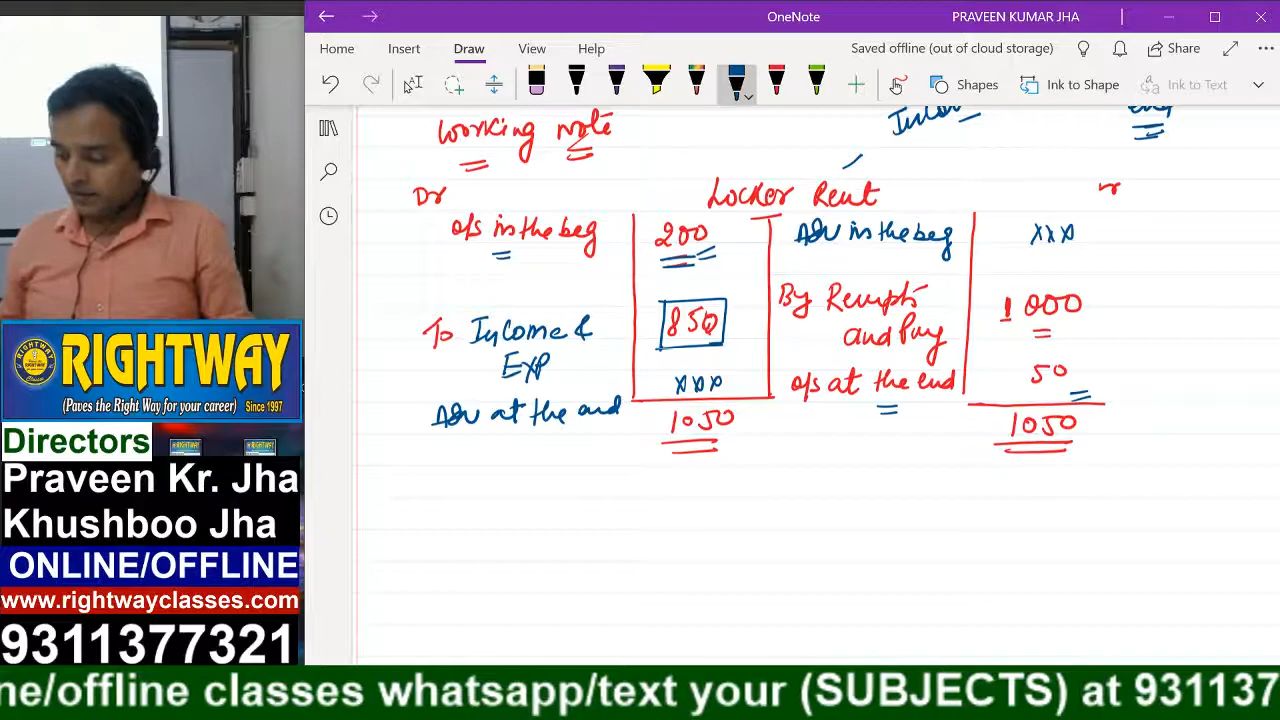 OneNote
PRAVEEN KUMAR JHA
Home Insert Draw View Help
Saved offline (out of cloud storage)
Share
Shapes
Ink to Shape
Ink to Text
Working note
Dr
Locker Rent
o/s in the beg 200 Adv in the beg xxx
To Income & Exp 850 By Receipts and Pay 1000
Adv at the end xxx o/s at the end 50
1050 1050
RIGHTWAY
(Paves the Right Way for your career) Since 1997
Directors
Praveen Kr. Jha
Khushboo Jha
ONLINE/OFFLINE
www.rightwayclasses.com
9311377321
ne/offline classes whatsapp/text your (SUBJECTS) at 931137